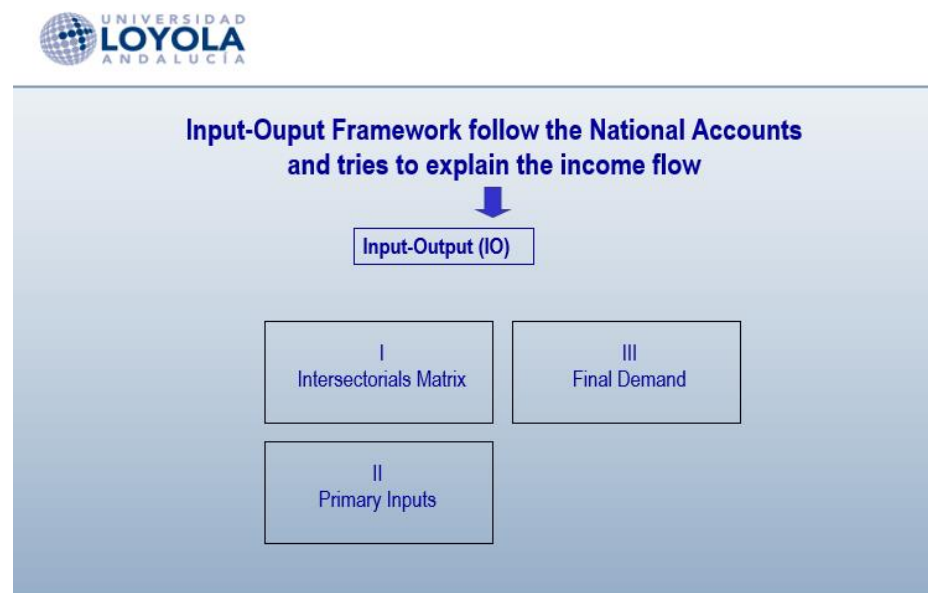 UNIVERSIDAD
LOYOLA
ANDALUCÍA
Input-Ouput Framework follow the National Accounts
and tries to explain the income flow
Input-Output (IO)
I
Intersectorials Matrix
III
Final Demand
II
Primary Inputs